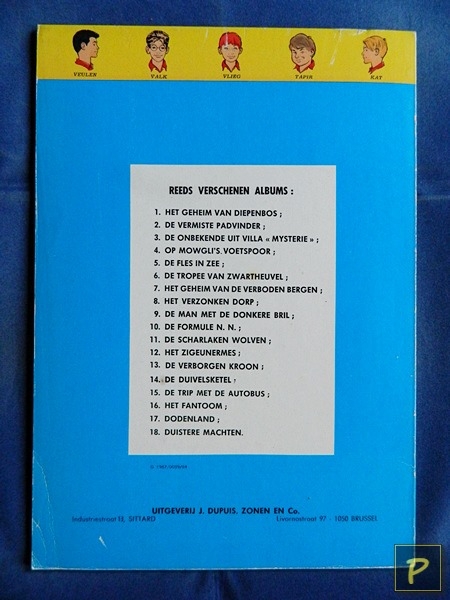 VEULEN VALK VIJEG TAPIR KAT
REEDS VERSCHENEN ALBUMS :
1. HET GEHEIM VAN DIEPENBOS ;
2. DE VERMISTE PADVINDER ;
3. DE ONBEKENDE UIT VILLA « MYSTERIE » ;
4. OP MOWGLI'S VOETSPOOR ;
5. DE FLES IN ZEE ;
6. DE TROPEE VAN ZWARTHEUVEL ;
7. HET GEHEIM VAN DE VERBODEN BERGEN ;
8. HET VERZONKEN DORP ;
9. DE MAN MET DE DONKERE BRIL ;
10. DE FORMULE N. N. ;
11. DE SCHARLAKEN WOLVEN ;
12. HET ZIGEUNERMES ;
13. DE VERBORGEN KROON ;
14. DE DUIVELSKETEL ;
15. DE TRIP MET DE AUTOBUS ;
16. HET FANTOOM ;
17. DODENLAND ;
18. DUISTERE MACHTEN.
UITGEVERIJ J. DUPUIS, ZONEN EN Co.
Industriestraat 18, SITTARD Livornostraat 97 - 1050 BRUSSEL
P